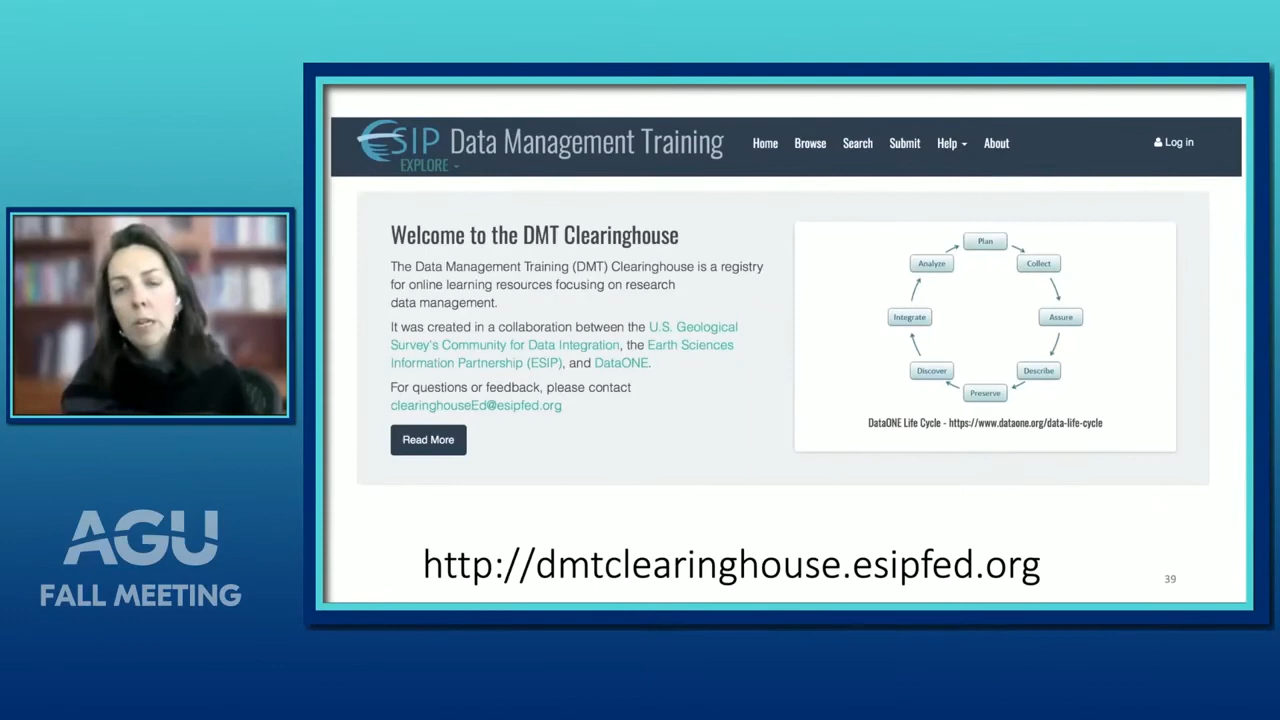 ESIP Data Management Training
EXPLORE
Home Browse Search Submit Help About
Log in
Welcome to the DMT Clearinghouse
The Data Management Training (DMT) Clearinghouse is a registry
for online learning resources focusing on research
data management.
It was created in a collaboration between the U.S. Geological
Survey's Community for Data Integration, the Earth Sciences
Information Partnership (ESIP), and DataONE.
For questions or feedback, please contact
clearinghouseEd@esipfed.org
Read More
Plan
Collect
Assure
Describe
Preserve
Discover
Integrate
Analyze
DataONE Life Cycle - https://www.dataone.org/data-life-cycle
http://dmtclearinghouse.esipfed.org
39
AGU
FALL MEETING